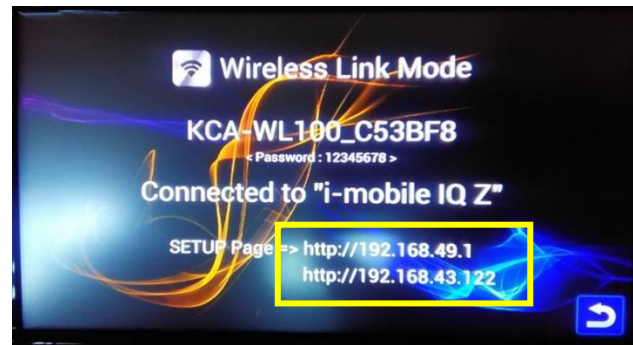 Wireless Link Mode
KCA-WL100_C53BF8
< Password : 12345678 >
Connected to "i-mobile IQ Z"
SETUP Page => http://192.168.49.1
http://192.168.43.122